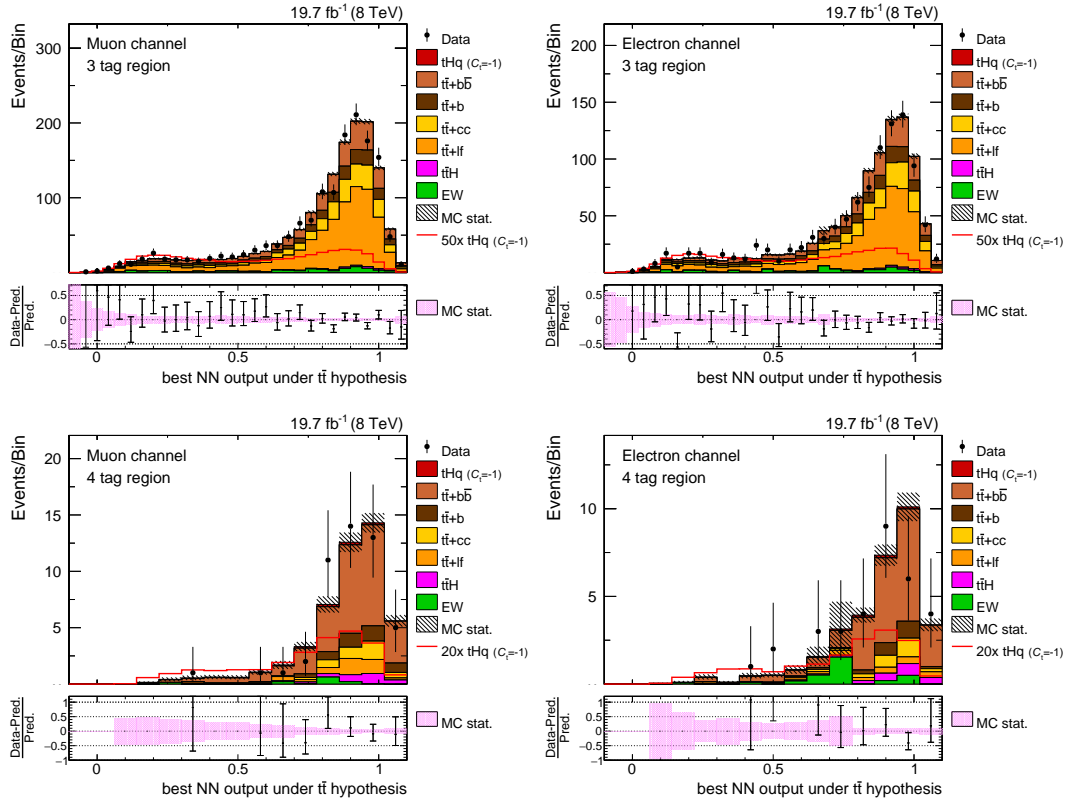 19.7 fb⁻¹ (8 TeV)
Events/Bin
300
200
100
Muon channel
3 tag region
Data
tHq (Cₜ=-1)
tt̄+bb̄
tt̄+b
tt̄+cc
tt̄+lf
tt̄H
EW
MC stat.
50x tHq (Cₜ=-1)
Data-Pred.
Pred.
0.5
0
−0.5
MC stat.
0 0.5 1
best NN output under tt̄ hypothesis
19.7 fb⁻¹ (8 TeV)
Events/Bin
200
150
100
50
Electron channel
3 tag region
Data
tHq (Cₜ=-1)
tt̄+bb̄
tt̄+b
tt̄+cc
tt̄+lf
tt̄H
EW
MC stat.
50x tHq (Cₜ=-1)
Data-Pred.
Pred.
0.5
0
−0.5
MC stat.
0 0.5 1
best NN output under tt̄ hypothesis
19.7 fb⁻¹ (8 TeV)
Events/Bin
20
15
10
5
Muon channel
4 tag region
Data
tHq (Cₜ=-1)
tt̄+bb̄
tt̄+b
tt̄+cc
tt̄+lf
tt̄H
EW
MC stat.
20x tHq (Cₜ=-1)
Data-Pred.
Pred.
1
0.5
0
−0.5
−1
MC stat.
0 0.5 1
best NN output under tt̄ hypothesis
19.7 fb⁻¹ (8 TeV)
Events/Bin
10
5
Electron channel
4 tag region
Data
tHq (Cₜ=-1)
tt̄+bb̄
tt̄+b
tt̄+cc
tt̄+lf
tt̄H
EW
MC stat.
20x tHq (Cₜ=-1)
Data-Pred.
Pred.
1
0.5
0
−0.5
−1
MC stat.
0 0.5 1
best NN output under tt̄ hypothesis